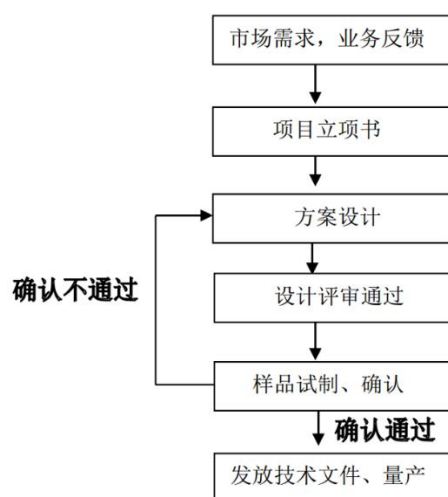 市场需求，业务反馈
项目立项书
方案设计
确认不通过
设计评审通过
样品试制、确认
确认通过
发放技术文件、量产